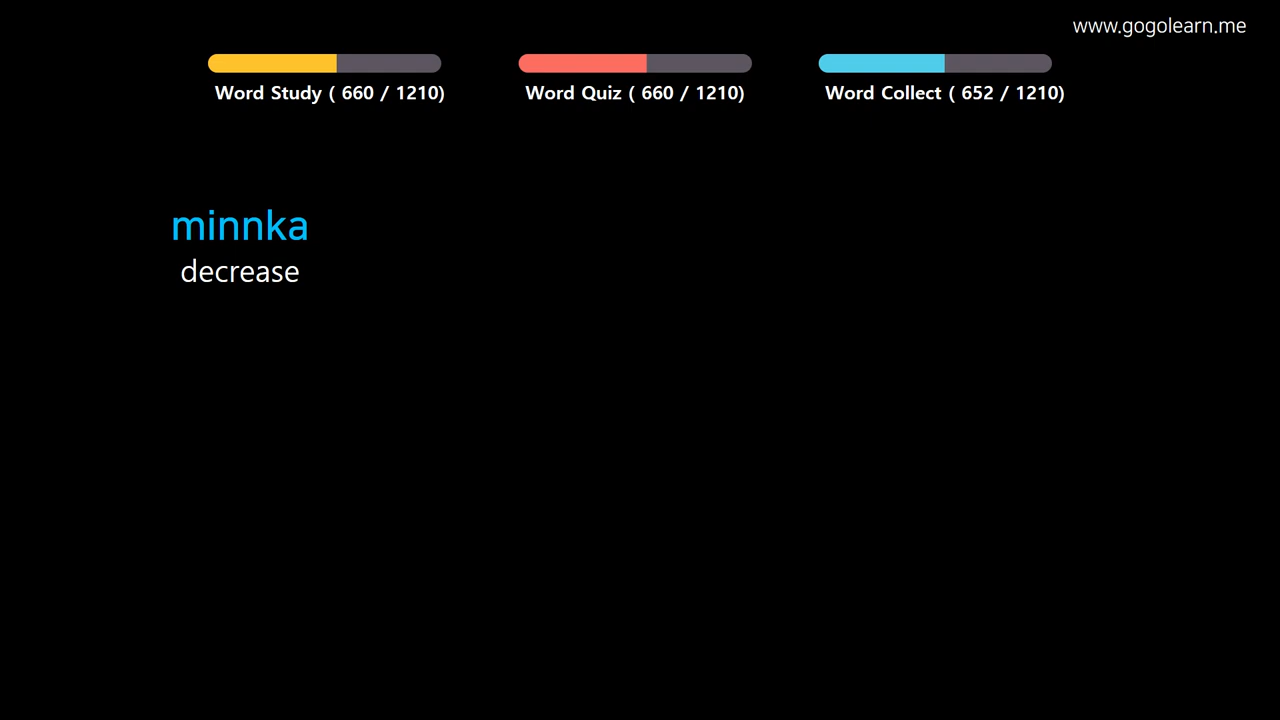 www.gogolearn.me
Word Study ( 660 / 1210)
Word Quiz ( 660 / 1210)
Word Collect ( 652 / 1210)
minnka
decrease